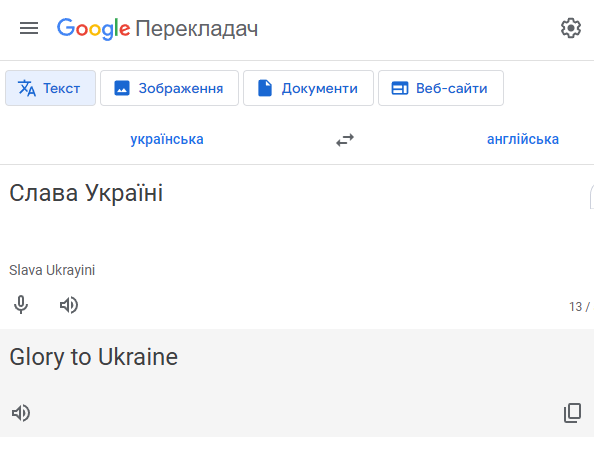 Google Перекладач
Текст Зображення Документи Веб-сайти
українська англійська
Слава Україні
Slava Ukrayini
13 /
Glory to Ukraine